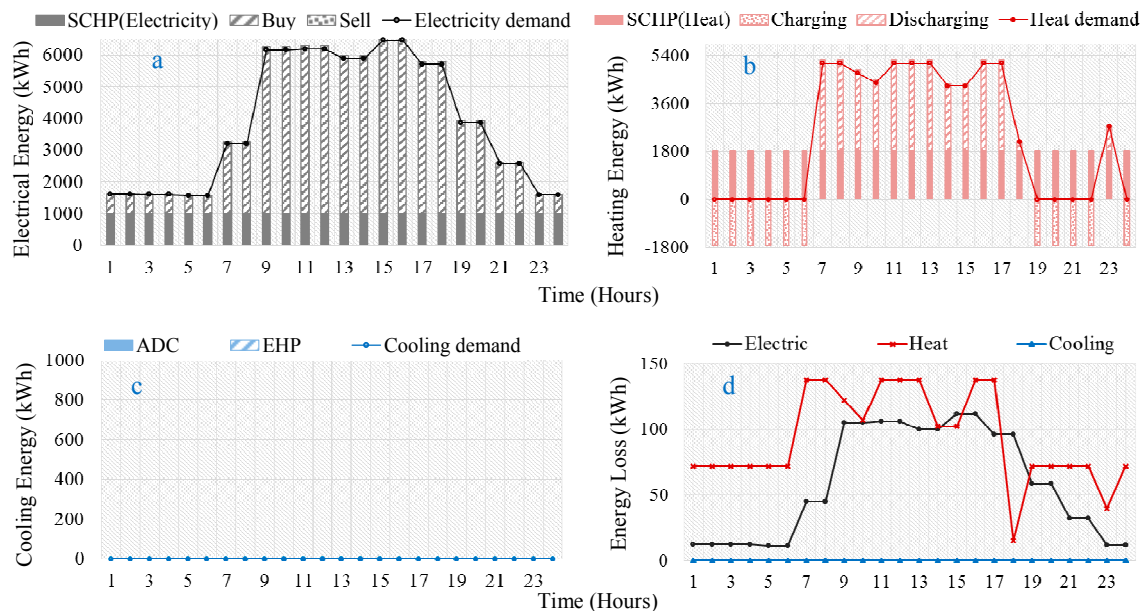 SCHP(Electricity) Buy Sell Electricity demand
a
Electrical Energy (kWh)
6000
5000
4000
3000
2000
1000
0
1 3 5 7 9 11 13 15 17 19 21 23
SCHP(Heat) Charging Discharging Heat demand
b
Heating Energy (kWh)
5400
3600
1800
0
-1800
1 3 5 7 9 11 13 15 17 19 21 23
Time (Hours)
ADC EHP Cooling demand
c
Cooling Energy (kWh)
1000
800
600
400
200
0
1 3 5 7 9 11 13 15 17 19 21 23
Electric Heat Cooling
d
Energy Loss (kWh)
150
100
50
0
1 3 5 7 9 11 13 15 17 19 21 23
Time (Hours)